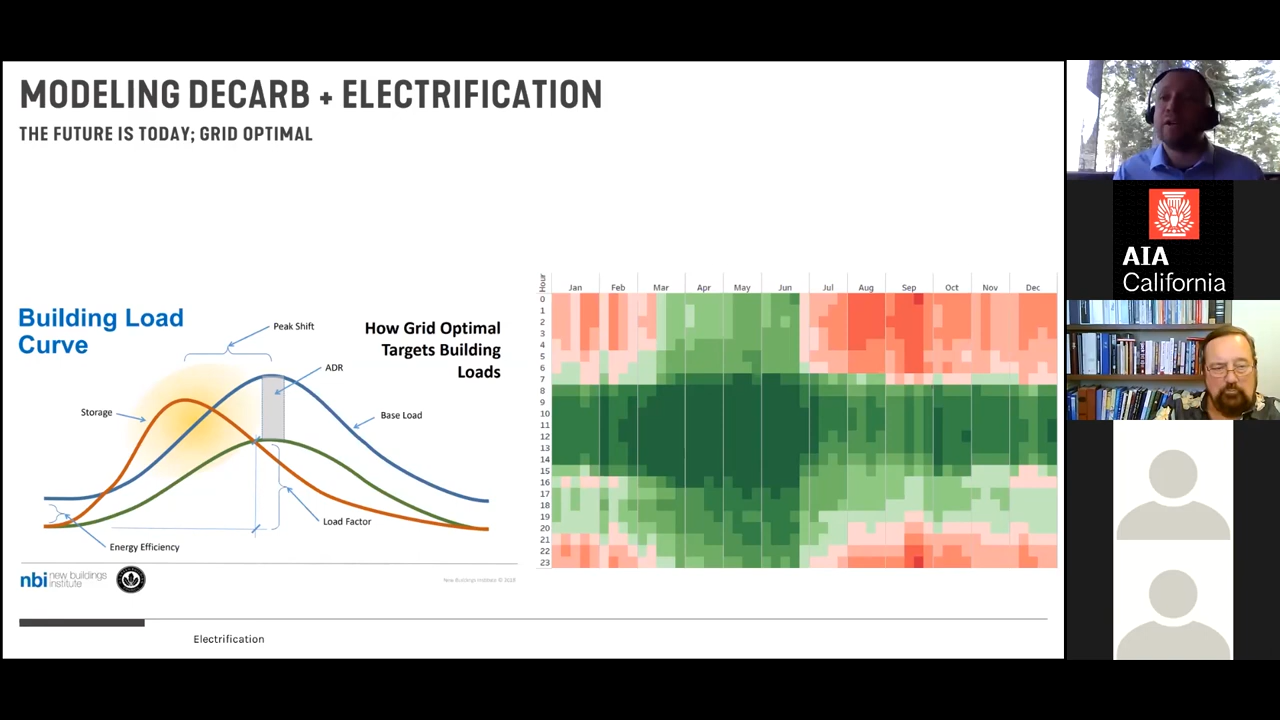 MODELING DECARB + ELECTRIFICATION
THE FUTURE IS TODAY; GRID OPTIMAL
Building Load
Curve
Peak Shift
How Grid Optimal
Targets Building
Loads
ADR
Storage
Base Load
Load Factor
Energy Efficiency
nbi new buildings
institute
New Buildings Institute ©
Hour
Jan Feb Mar Apr May Jun Jul Aug Sep Oct Nov Dec
0
1
2
3
4
5
6
7
8
9
10
11
12
13
14
15
16
17
18
19
20
21
22
23
Electrification
AIA
California